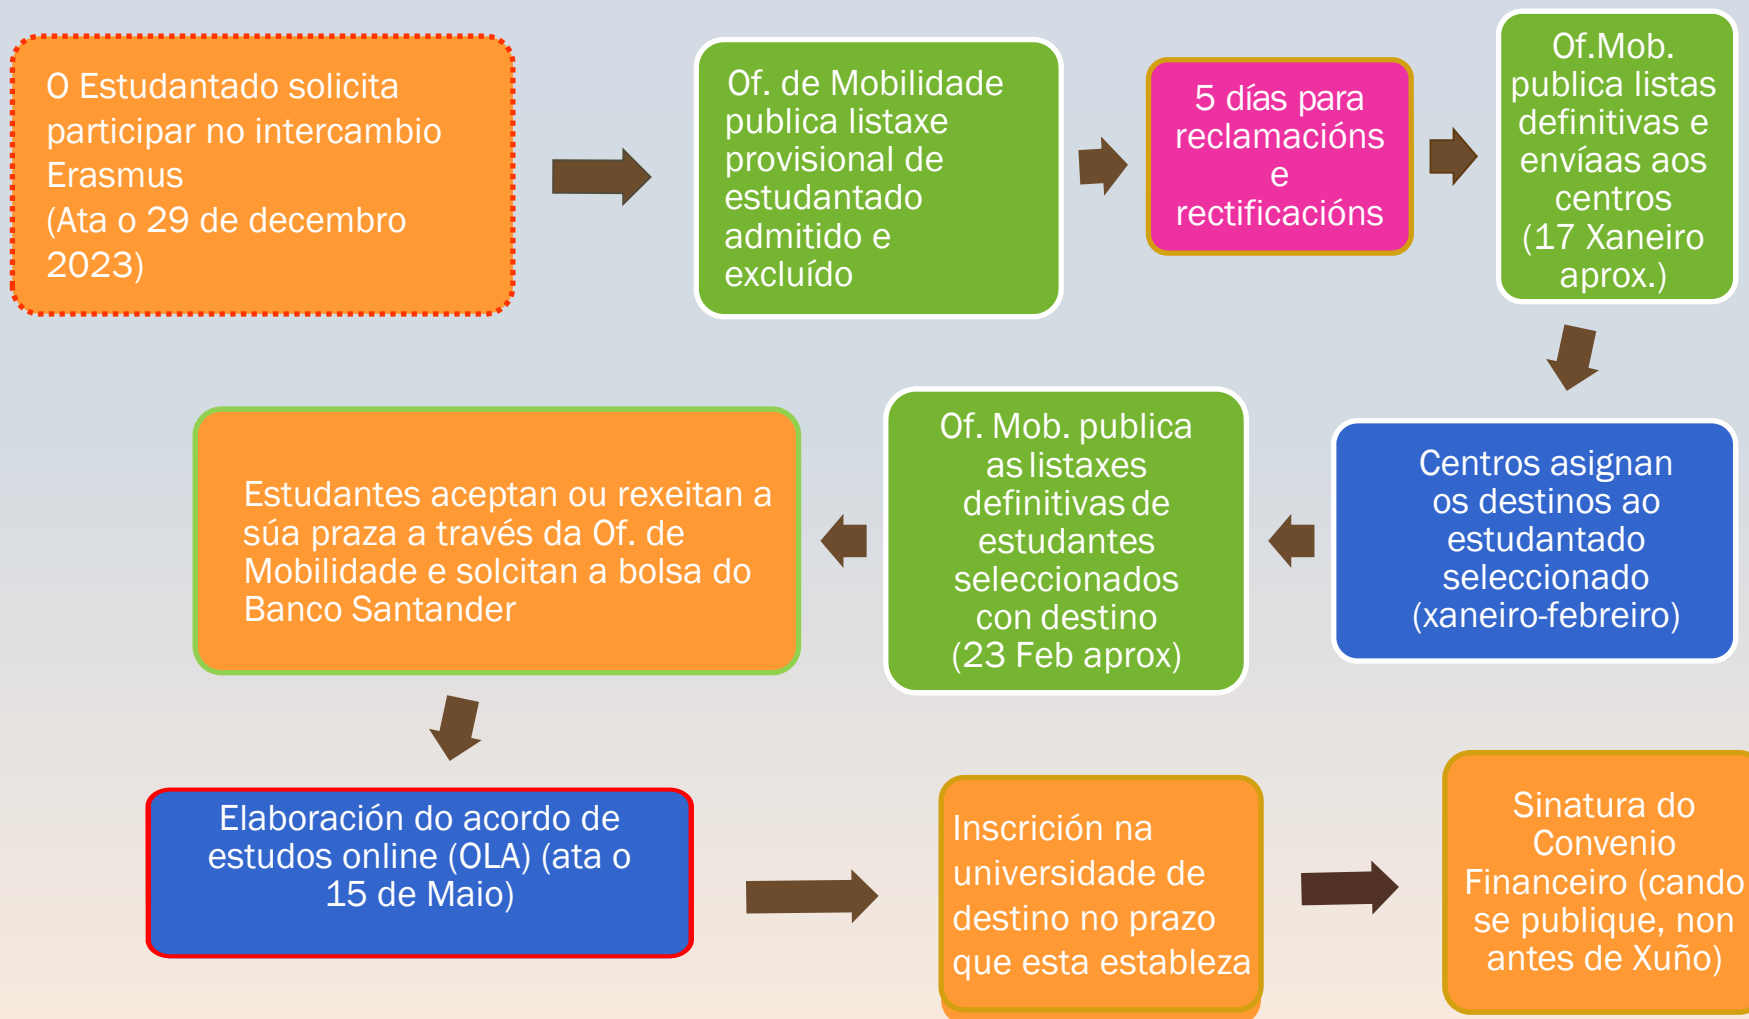 O Estudantado solicita
participar no intercambio
Erasmus
(Ata o 29 de decembro
2023)
Of. de Mobilidade
publica listaxe
provisional de
estudantado
admitido e
excluído
5 días para
reclamacións
e
rectificacións
Of.Mob.
publica listas
definitivas e
envíaas aos
centros
(17 Xaneiro
aprox.)
Centros asignan
os destinos ao
estudantado
seleccionado
(xaneiro-febreiro)
Of. Mob. publica
as listaxes
definitivas de
estudantes
seleccionados
con destino
(23 Feb aprox)
Estudantes aceptan ou rexeitan a
súa praza a través da Of. de
Mobilidade e solcitan a bolsa do
Banco Santander
Elaboración do acordo de
estudos online (OLA) (ata o
15 de Maio)
Inscrición na
universidade de
destino no prazo
que esta estableza
Sinatura do
Convenio
Financeiro (cando
se publique, non
antes de Xuño)